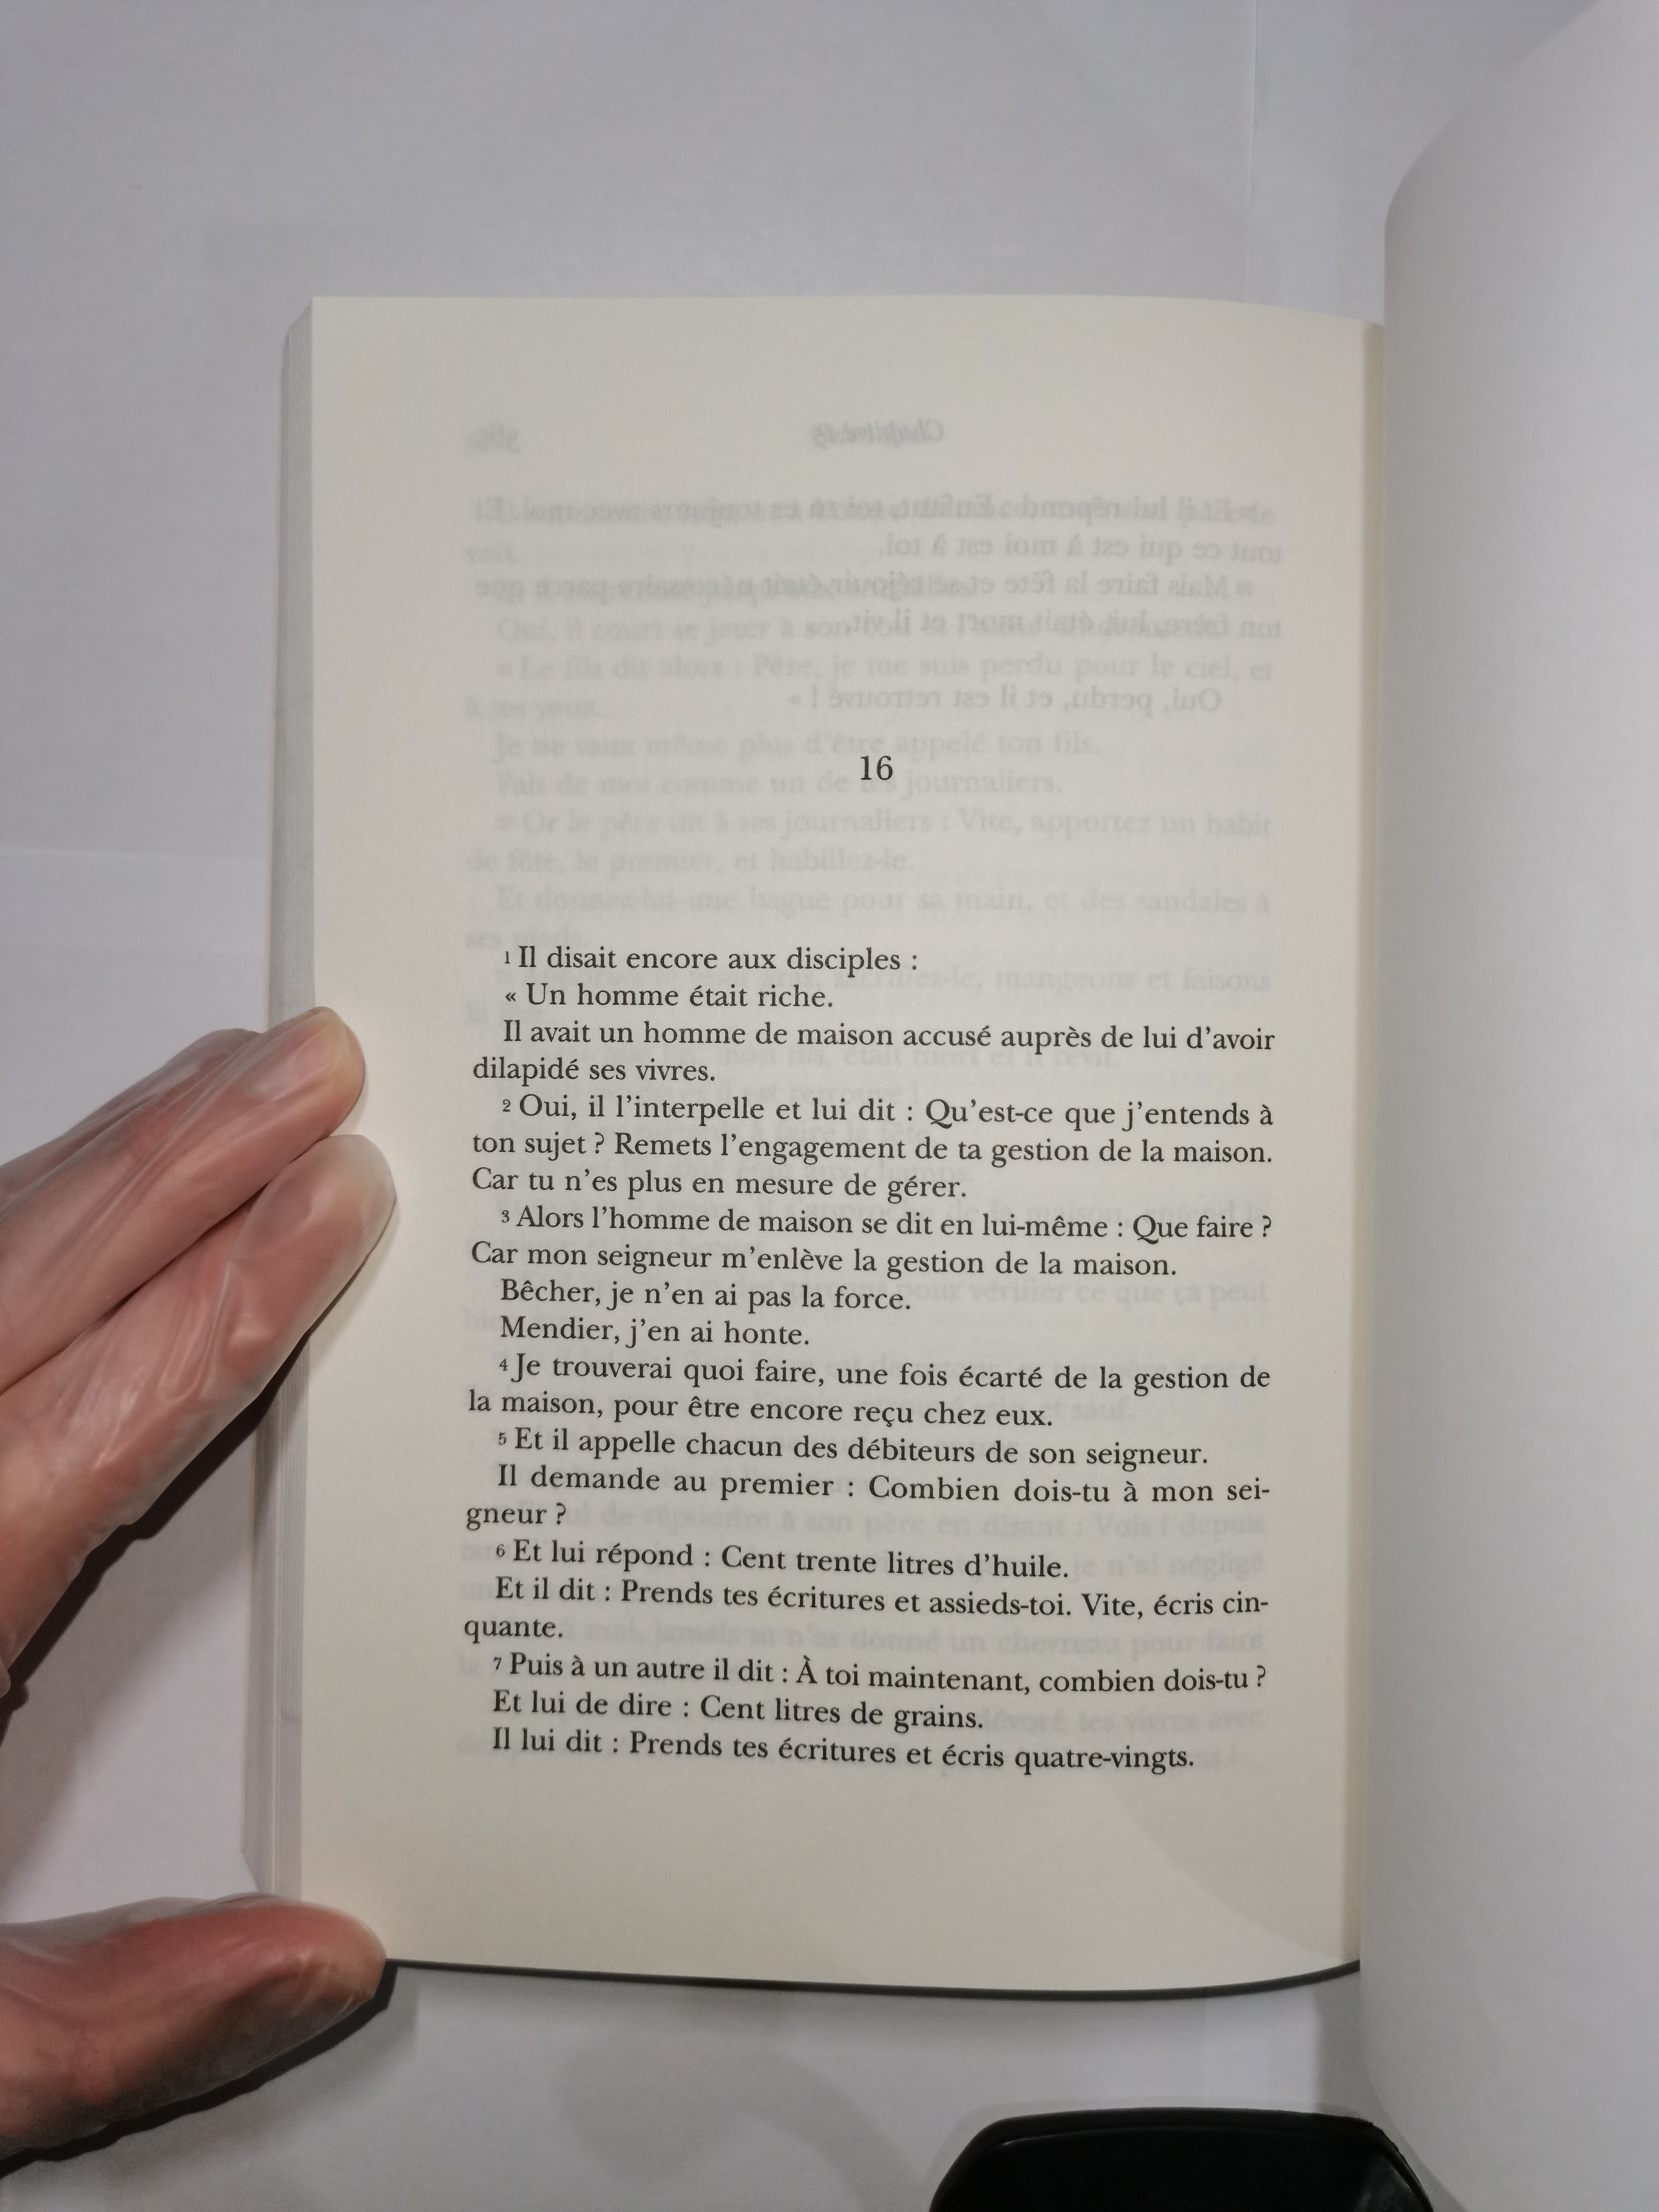 16
1 Il disait encore aux disciples :
« Un homme était riche.
Il avait un homme de maison accusé auprès de lui d'avoir
dilapidé ses vivres.
2 Oui, il l'interpelle et lui dit : Qu'est-ce que j'entends à
ton sujet ? Remets l'engagement de ta gestion de la maison.
Car tu n'es plus en mesure de gérer.
3 Alors l'homme de maison se dit en lui-même : Que faire ?
Car mon seigneur m'enlève la gestion de la maison.
Bêcher, je n'en ai pas la force.
Mendier, j'en ai honte.
4 Je trouverai quoi faire, une fois écarté de la gestion de
la maison, pour être encore reçu chez eux.
5 Et il appelle chacun des débiteurs de son seigneur.
Il demande au premier : Combien dois-tu à mon sei-
gneur ?
6 Et lui répond : Cent trente litres d'huile.
Et il dit : Prends tes écritures et assieds-toi. Vite, écris cin-
quante.
7 Puis à un autre il dit : À toi maintenant, combien dois-tu ?
Et lui de dire : Cent litres de grains.
Il lui dit : Prends tes écritures et écris quatre-vingts.